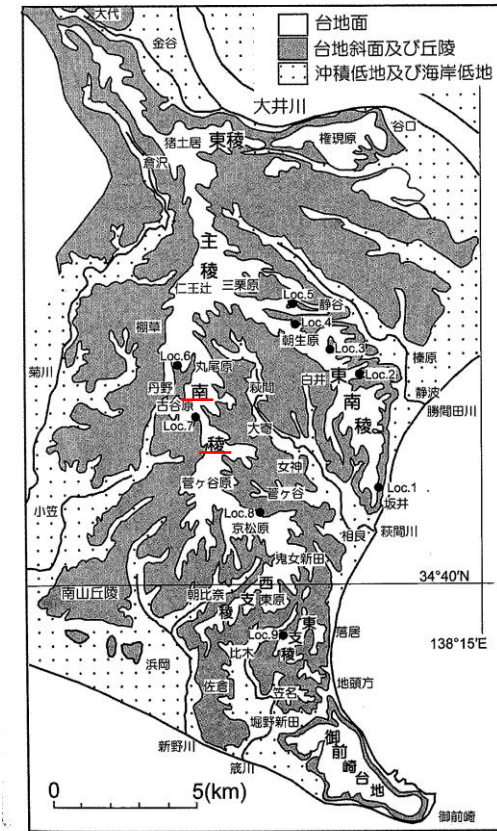 大代
金谷
台地面
台地斜面及び丘陵
沖積低地及び海岸低地
大井川
猪土居
東稜
権現原
谷口
倉沢
主稜
仁王辻
三栗原
Loc.5
静谷
Loc.4
朝生原
棚草
Loc.3
榛原
菊川
Loc.6
丸尾原
萩間
白井
Loc.2
静波
丹野
南稜
東南稜
勝間田川
古谷原
Loc.7
大寄
女神
Loc.1
坂井
菅ヶ谷原
菅ヶ谷
小笠
Loc.8
京松原
相良
萩間川
鬼女新田
34°40′N
南山丘陵
朝比奈
西支稜
東支稜
138°15′E
Loc.9
落居
浜岡
比木
地頭方
佐倉
笠名
堀野新田
御前崎台地
新野川
筬川
0
5(km)
御前崎